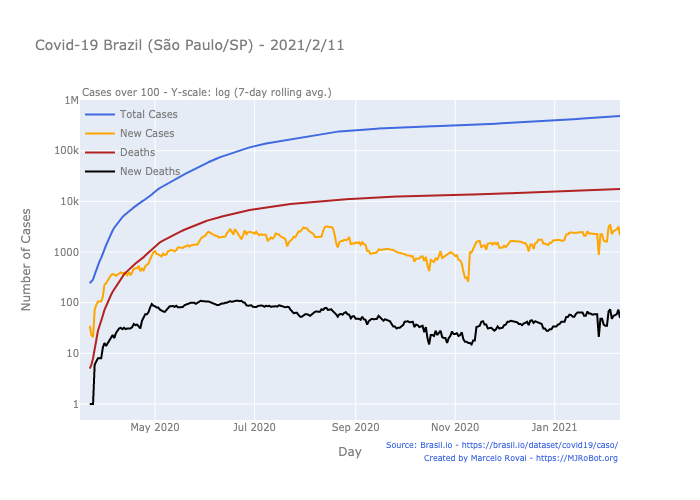 Covid-19 Brazil (São Paulo/SP) - 2021/2/11
Cases over 100 - Y-scale: log (7-day rolling avg.)
1M
100k
10k
1000
100
10
1
Total Cases
New Cases
Deaths
New Deaths
Number of Cases
May 2020
Jul 2020
Sep 2020
Nov 2020
Jan 2021
Day
Source: Brasil.io - https://brasil.io/dataset/covid19/caso/
Created by Marcelo Rovai - https://MJRoBot.org